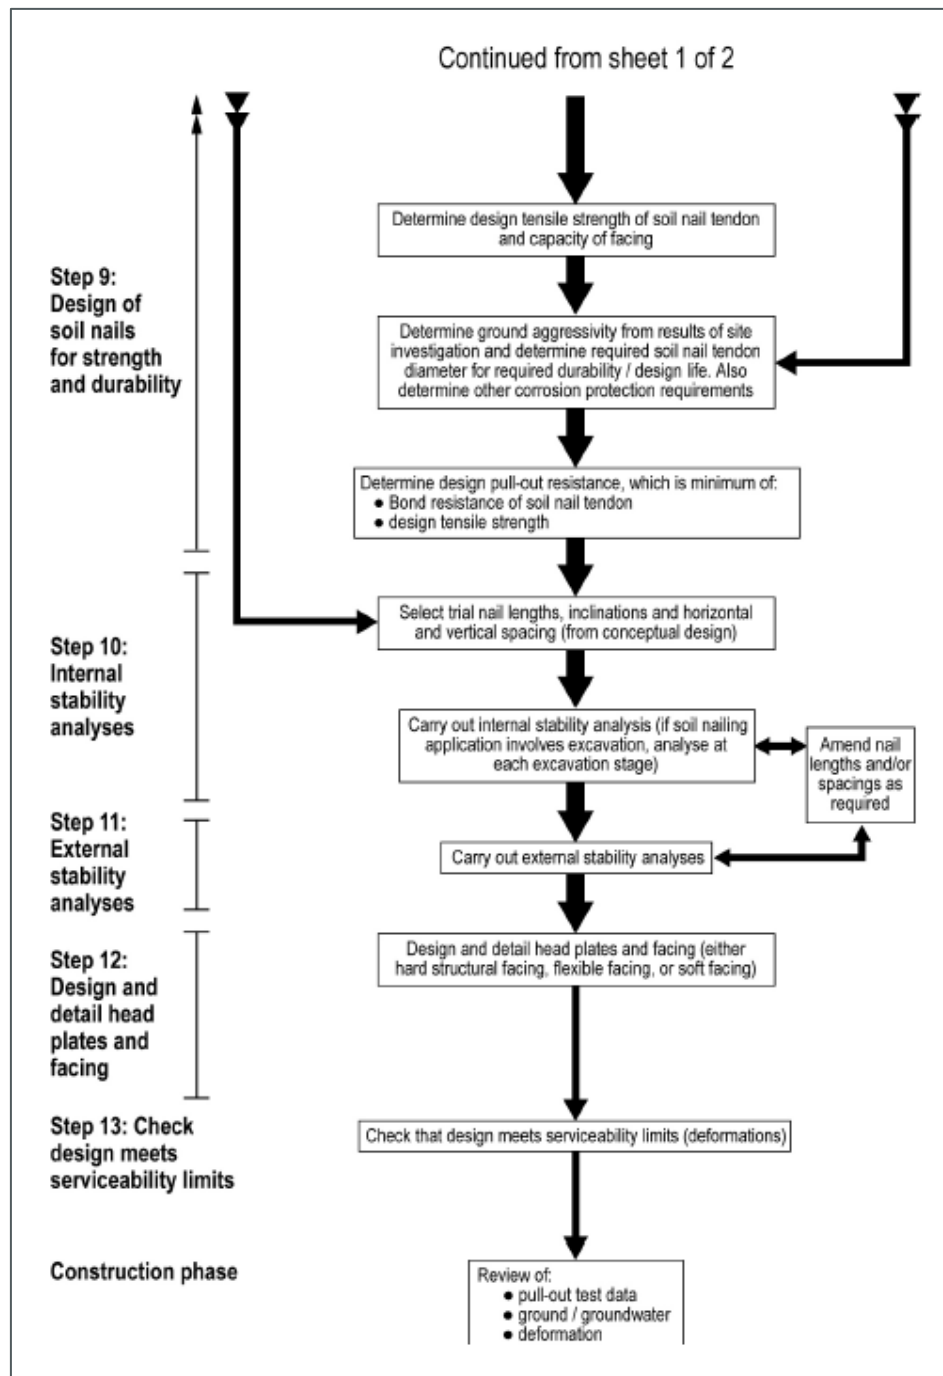 Continued from sheet 1 of 2
Step 9:
Design of
soil nails
for strength
and durability
Determine design tensile strength of soil nail tendon
and capacity of facing
Determine ground aggressivity from results of site
investigation and determine required soil nail tendon
diameter for required durability / design life. Also
determine other corrosion protection requirements
Determine design pull-out resistance, which is minimum of:
● Bond resistance of soil nail tendon
● design tensile strength
Step 10:
Internal
stability
analyses
Select trial nail lengths, inclinations and horizontal
and vertical spacing (from conceptual design)
Carry out internal stability analysis (if soil nailing
application involves excavation, analyse at
each excavation stage)
Amend nail
lengths and/or
spacings as
required
Step 11:
External
stability
analyses
Carry out external stability analyses
Step 12:
Design and
detail head
plates and
facing
Design and detail head plates and facing (either
hard structural facing, flexible facing, or soft facing)
Step 13: Check
design meets
serviceability limits
Check that design meets serviceability limits (deformations)
Construction phase
Review of:
● pull-out test data
● ground / groundwater
● deformation